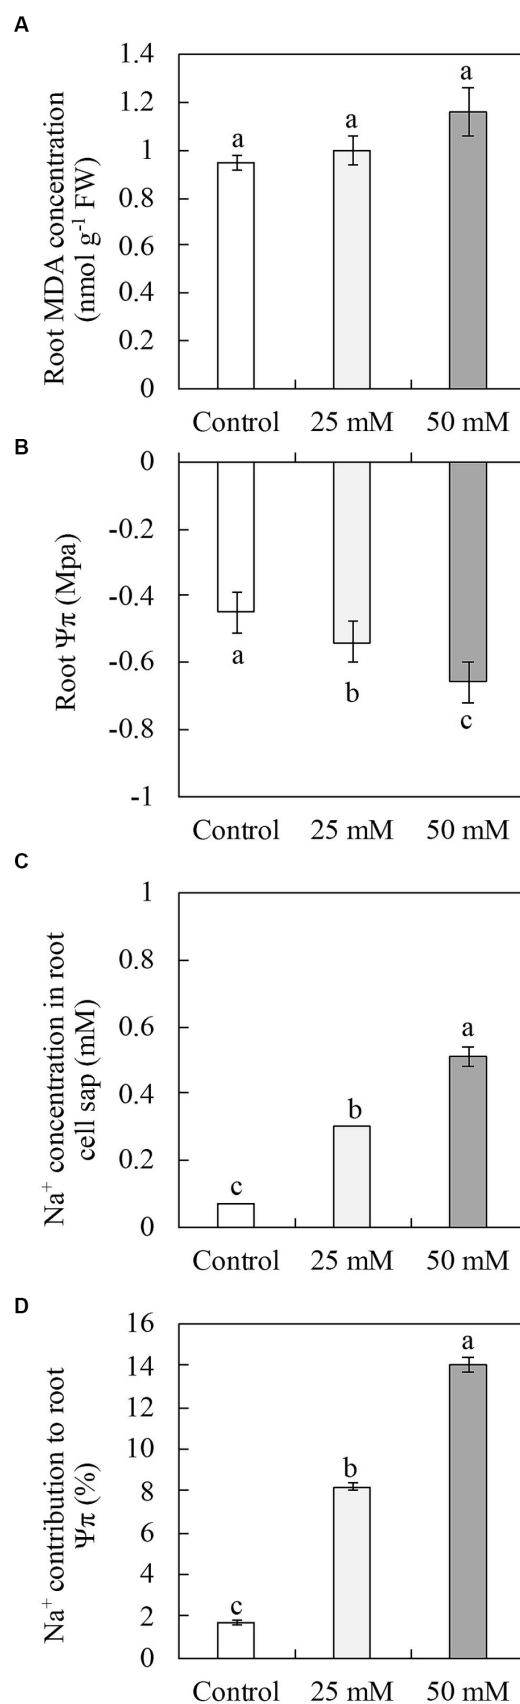 A
Root MDA concentration
(nmol g⁻¹ FW)
1.4
1.2
1
0.8
0.6
0.4
0.2
0
a
a
a
Control
25 mM
50 mM
B
Root Ψπ (Mpa)
0
-0.2
-0.4
-0.6
-0.8
-1
a
b
c
Control
25 mM
50 mM
C
Na⁺ concentration in root
cell sap (mM)
1
0.8
0.6
0.4
0.2
0
c
b
a
Control
25 mM
50 mM
D
Na⁺ contribution to root
Ψπ (%)
16
14
12
10
8
6
4
2
0
c
b
a
Control
25 mM
50 mM